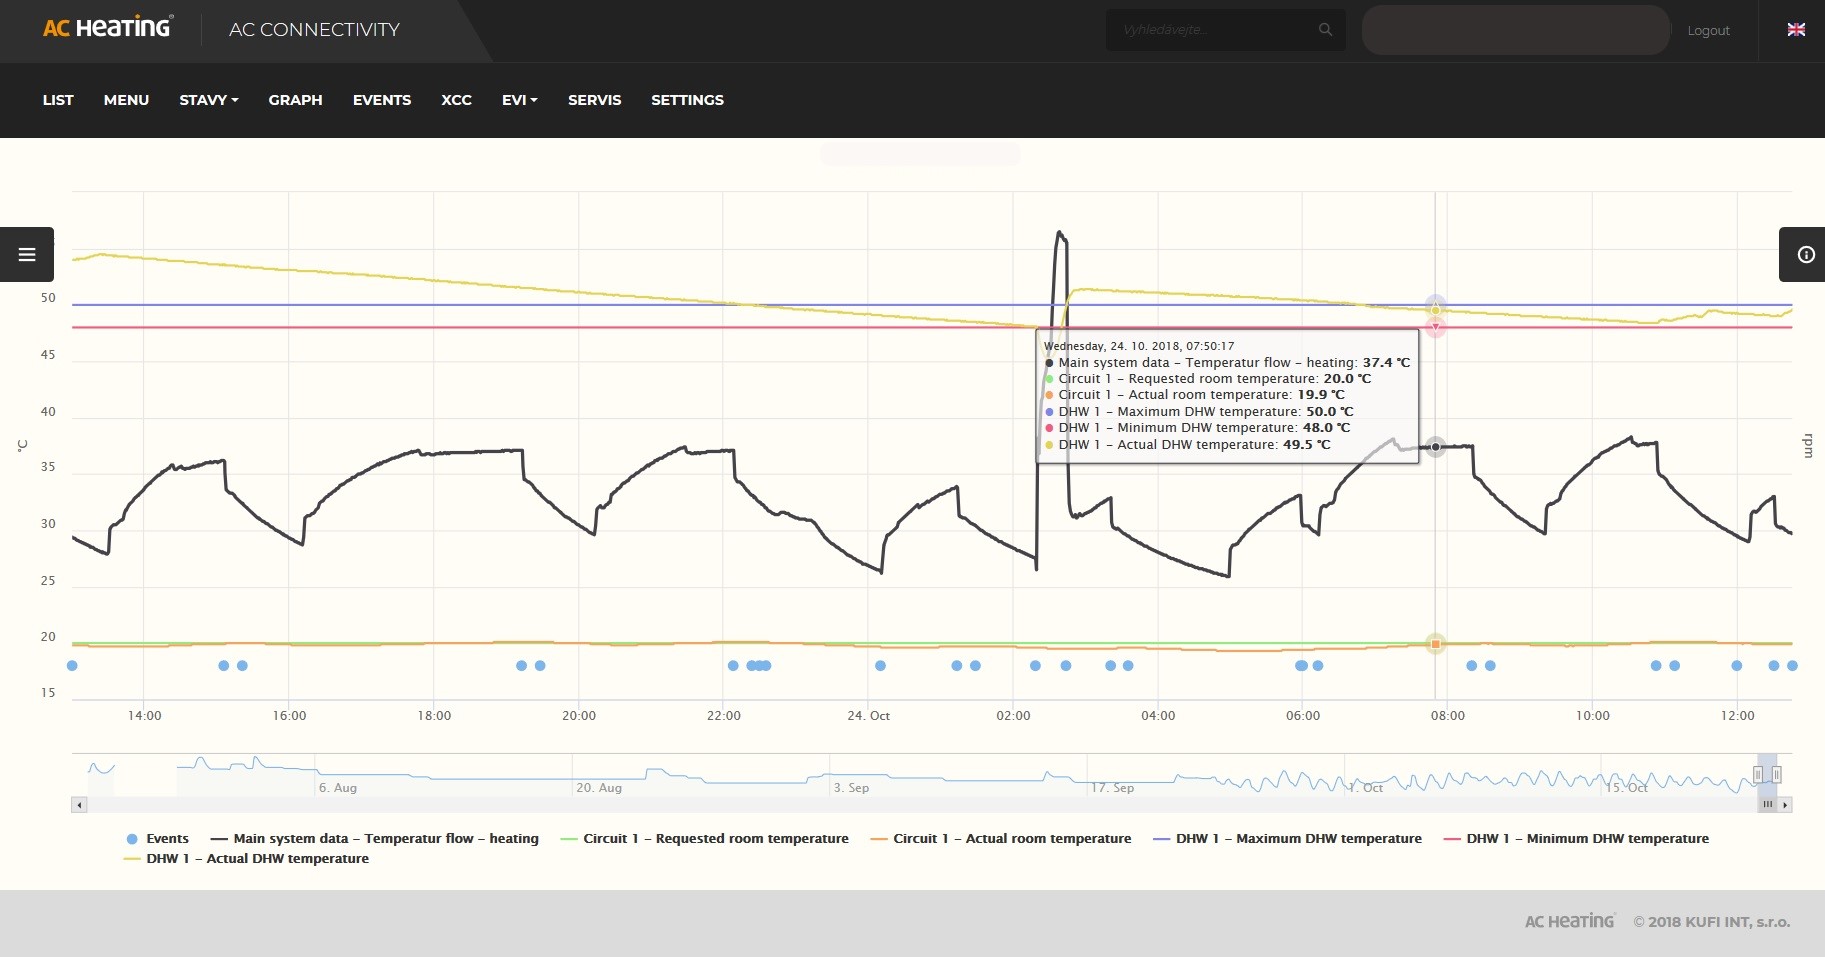 AC HEATING®
AC CONNECTIVITY
Vyhledávejte...
Logout
LIST
MENU
STAVY
GRAPH
EVENTS
XCC
EVI
SERVIS
SETTINGS
50
45
40
35
30
25
20
15
°C
rpm
Wednesday, 24. 10. 2018, 07:50:17
Main system data – Temperatur flow – heating: 37.4 °C
Circuit 1 – Requested room temperature: 20.0 °C
Circuit 1 – Actual room temperature: 19.9 °C
DHW 1 – Maximum DHW temperature: 50.0 °C
DHW 1 – Minimum DHW temperature: 48.0 °C
DHW 1 – Actual DHW temperature: 49.5 °C
14:00
16:00
18:00
20:00
22:00
24. Oct
02:00
04:00
06:00
08:00
10:00
12:00
6. Aug
20. Aug
3. Sep
17. Sep
1. Oct
15. Oct
Events
Main system data – Temperatur flow – heating
Circuit 1 – Requested room temperature
Circuit 1 – Actual room temperature
DHW 1 – Maximum DHW temperature
DHW 1 – Minimum DHW temperature
DHW 1 – Actual DHW temperature
AC HEATING
© 2018 KUFI INT, s.r.o.